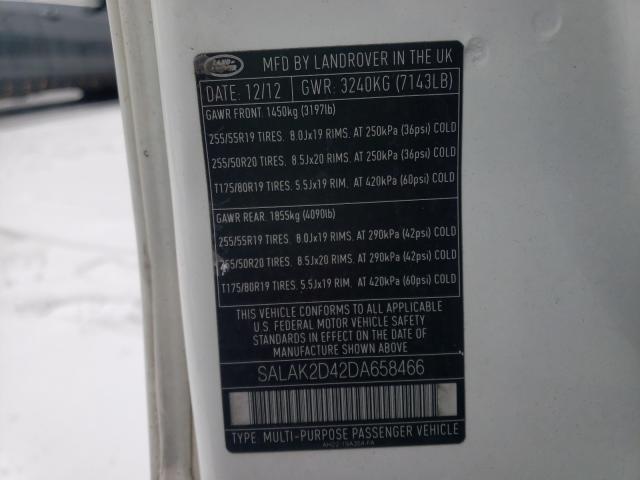 LAND ROVER
MFD BY LANDROVER IN THE UK
DATE: 12/12 GWR: 3240KG (7143LB)
GAWR FRONT. 1450kg (3197lb)
255/55R19 TIRES. 8.0Jx19 RIMS. AT 250kPa (36psi) COLD
255/50R20 TIRES. 8.5Jx20 RIMS. AT 250kPa (36psi) COLD
T175/80R19 TIRES. 5.5Jx19 RIM. AT 420kPa (60psi) COLD
GAWR REAR. 1855kg (4090lb)
255/55R19 TIRES. 8.0Jx19 RIMS. AT 290kPa (42psi) COLD
255/50R20 TIRES. 8.5Jx20 RIMS. AT 290kPa (42psi) COLD
T175/80R19 TIRES. 5.5Jx19 RIM. AT 420kPa (60psi) COLD
THIS VEHICLE CONFORMS TO ALL APPLICABLE
U.S. FEDERAL MOTOR VEHICLE SAFETY
STANDARDS IN EFFECT ON THE DATE OF
MANUFACTURE SHOWN ABOVE
SALAK2D42DA658466
TYPE MULTI-PURPOSE PASSENGER VEHICLE